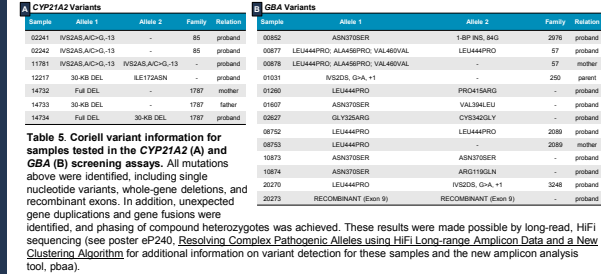 A CYP21A2 Variants
Sample Allele 1 Allele 2 Family Relation
02241 IVS2AS,A/C>G,-13 - 85 proband
02242 IVS2AS,A/C>G,-13 - 85 proband
11781 IVS2AS,A/C>G,-13 IVS2AS,A/C>G,-13 - proband
12217 30-KB DEL ILE172ASN - proband
14732 Full DEL - 1787 mother
14733 30-KB DEL - 1787 father
14734 Full DEL 30-KB DEL 1787 proband
B GBA Variants
Sample Allele 1 Allele 2 Family Relation
00852 ASN370SER 1-BP INS, 84G 2976 proband
00877 LEU444PRO; ALA456PRO; VAL460VAL LEU444PRO 57 proband
00878 LEU444PRO; ALA456PRO; VAL460VAL - 57 mother
01031 IVS2DS, G>A, +1 - 250 parent
01260 LEU444PRO PRO415ARG - proband
01607 ASN370SER VAL394LEU - proband
02627 GLY325ARG CYS342GLY - proband
08752 LEU444PRO LEU444PRO 2089 proband
08753 LEU444PRO - 2089 mother
10873 ASN370SER ASN370SER - proband
10874 ASN370SER ARG119GLN - proband
20270 LEU444PRO IVS2DS, G>A, +1 3248 proband
20273 RECOMBINANT (Exon 9) RECOMBINANT (Exon 9) - proband
Table 5. Coriell variant information for
samples tested in the CYP21A2 (A) and
GBA (B) screening assays. All mutations
above were identified, including single
nucleotide variants, whole-gene deletions, and
recombinant exons. In addition, unexpected
gene duplications and gene fusions were
identified, and phasing of compound heterozygotes was achieved. These results were made possible by long-read, HiFi
sequencing (see poster eP240, Resolving Complex Pathogenic Alleles using HiFi Long-range Amplicon Data and a New
Clustering Algorithm for additional information on variant detection for these samples and the new amplicon analysis
tool, pbaa).